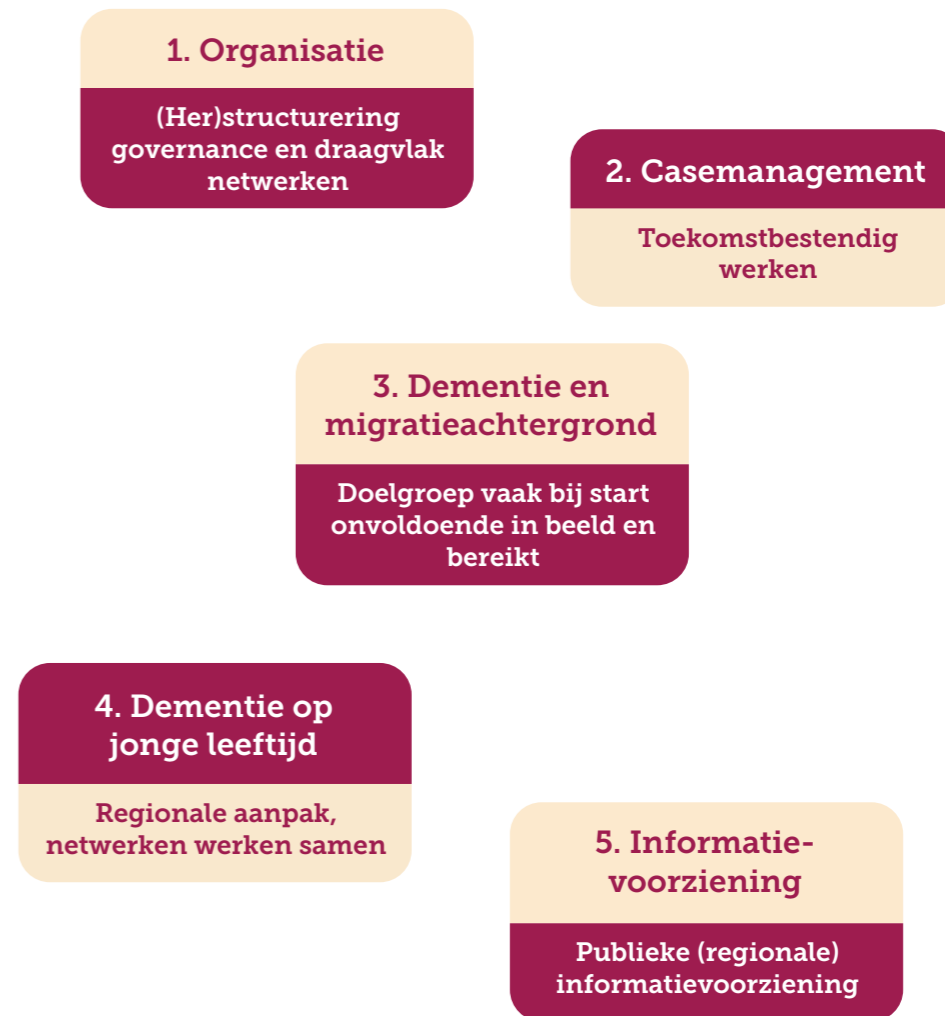 1. Organisatie
(Her)structurering
governance en draagvlak
netwerken
2. Casemanagement
Toekomstbestendig
werken
3. Dementie en
migratieachtergrond
Doelgroep vaak bij start
onvoldoende in beeld en
bereikt
4. Dementie op
jonge leeftijd
Regionale aanpak,
netwerken werken samen
5. Informatie-
voorziening
Publieke (regionale)
informatievoorziening